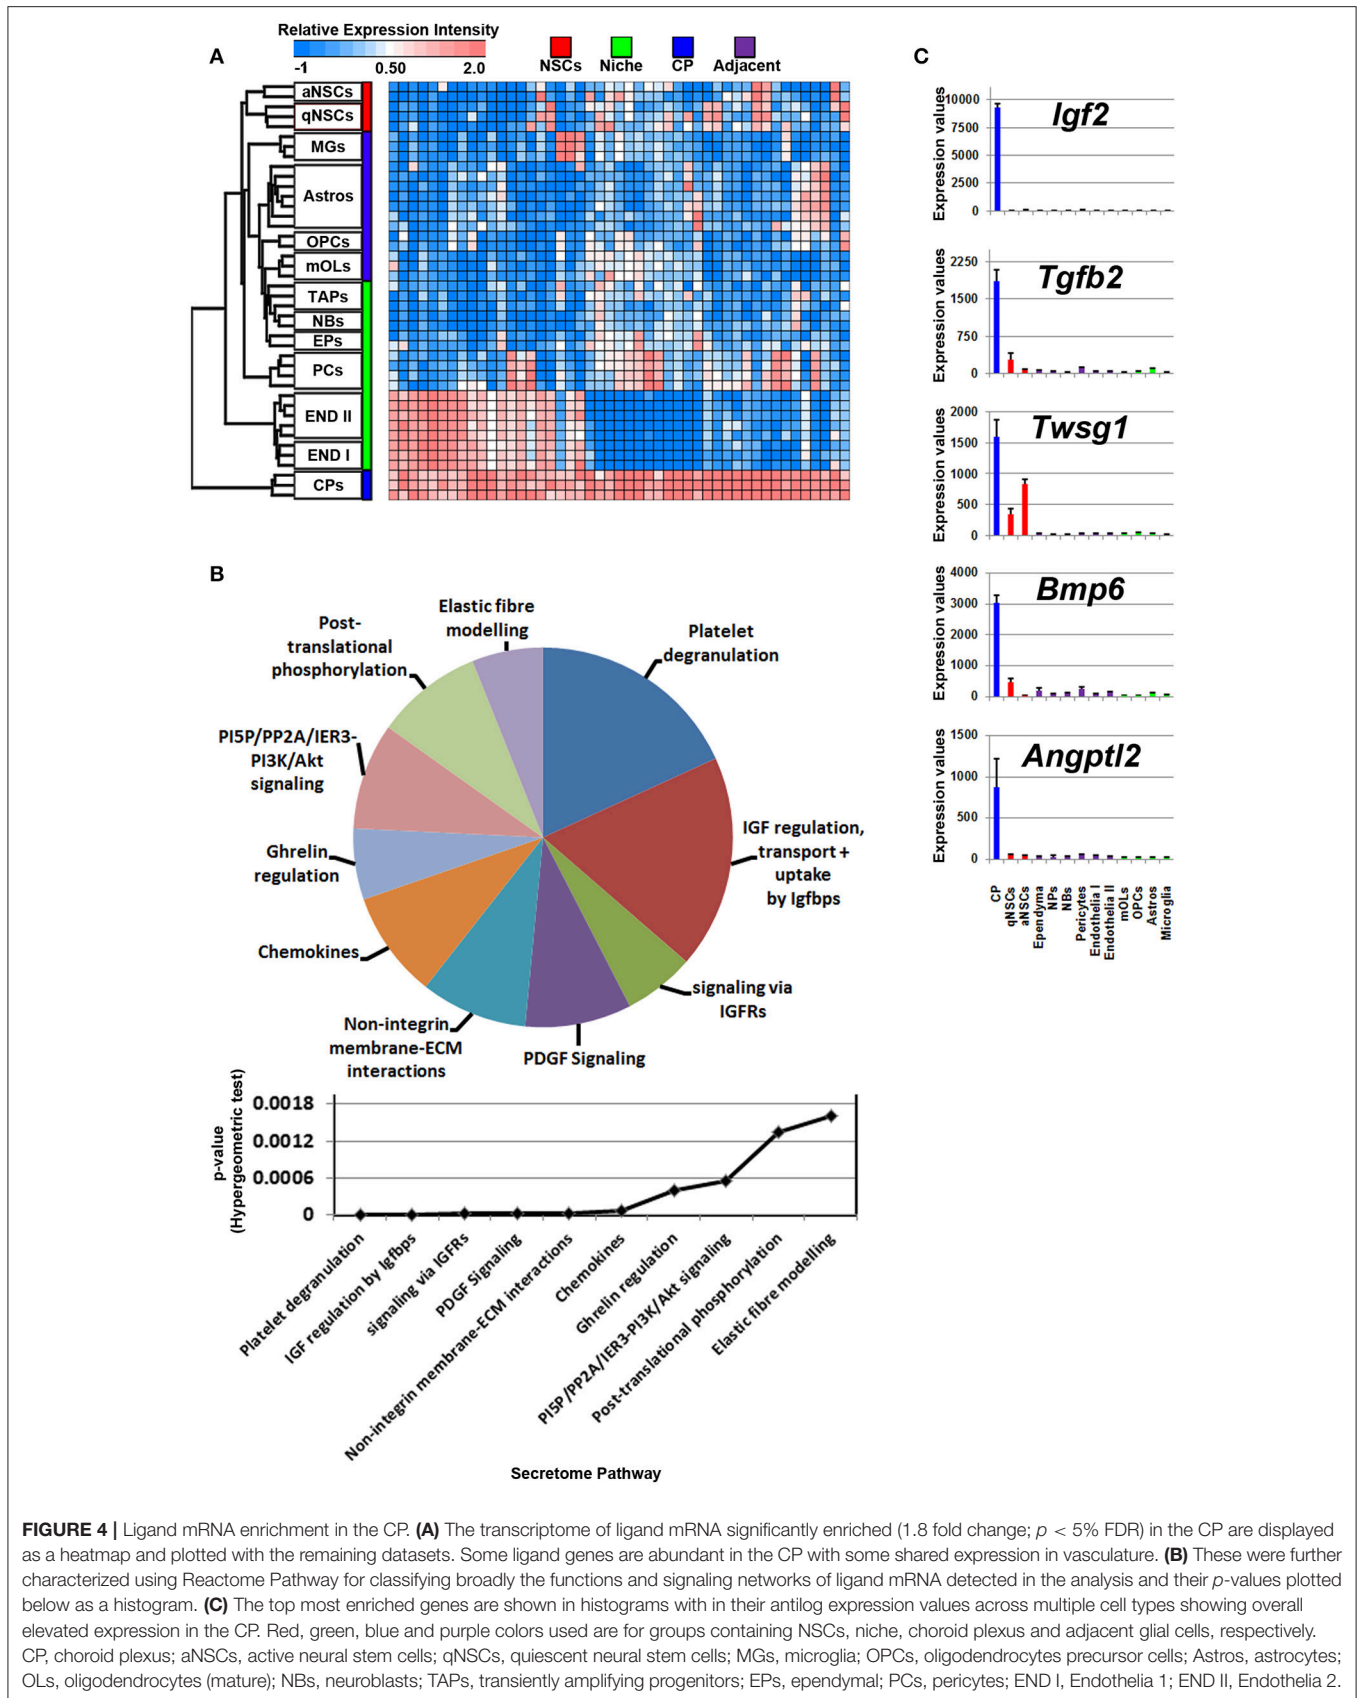 A
Relative Expression Intensity
-1 0.50 2.0
NSCs Niche CP Adjacent
aNSCs
qNSCs
MGs
Astros
OPCs
mOLs
TAPs
NBs
EPs
PCs
END II
END I
CPs
B
Elastic fibre
modelling
Platelet
degranulation
Post-
translational
phosphorylation
PI5P/PP2A/IER3-
PI3K/Akt
signaling
IGF regulation,
transport +
uptake
by Igfbps
Ghrelin
regulation
Chemokines
signaling via
IGFRs
Non-integrin
membrane-ECM
interactions
PDGF Signaling
p-value
(Hypergeometric test)
0.0018
0.0012
0.0006
0
Platelet degranulation
IGF regulation by Igfbps
signaling via IGFRs
PDGF Signaling
Non-integrin membrane-ECM interactions
Chemokines
Ghrelin regulation
PI5P/PP2A/IER3-PI3K/Akt signaling
Post-translational phosphorylation
Elastic fibre modelling
Secretome Pathway
C
Expression values
10000
7500
5000
2500
0
Igf2
Expression values
2250
1500
750
0
Tgfb2
Expression values
2000
1500
1000
500
0
Twsg1
Expression values
4000
3000
2000
1000
0
Bmp6
Expression values
1500
1000
500
0
Angptl2
CP
qNSCs
aNSCs
Ependyma
NPs
NBs
Pericytes
Endothelia I
Endothelia II
mOLs
OPCs
Astros
Microglia
FIGURE 4 | Ligand mRNA enrichment in the CP. (A) The transcriptome of ligand mRNA significantly enriched (1.8 fold change; p < 5% FDR) in the CP are displayed
as a heatmap and plotted with the remaining datasets. Some ligand genes are abundant in the CP with some shared expression in vasculature. (B) These were further
characterized using Reactome Pathway for classifying broadly the functions and signaling networks of ligand mRNA detected in the analysis and their p-values plotted
below as a histogram. (C) The top most enriched genes are shown in histograms with in their antilog expression values across multiple cell types showing overall
elevated expression in the CP. Red, green, blue and purple colors used are for groups containing NSCs, niche, choroid plexus and adjacent glial cells, respectively.
CP, choroid plexus; aNSCs, active neural stem cells; qNSCs, quiescent neural stem cells; MGs, microglia; OPCs, oligodendrocytes precursor cells; Astros, astrocytes;
OLs, oligodendrocytes (mature); NBs, neuroblasts; TAPs, transiently amplifying progenitors; EPs, ependymal; PCs, pericytes; END I, Endothelia 1; END II, Endothelia 2.